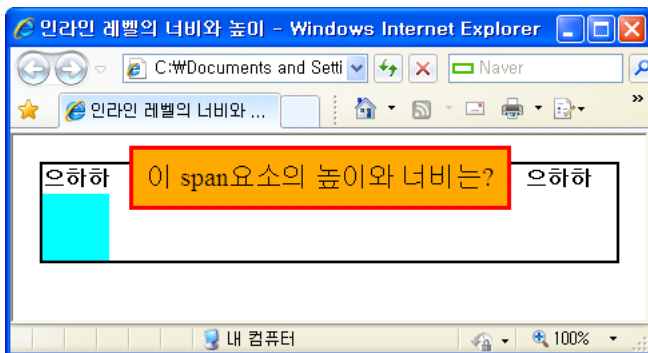 인라인 레벨의 너비와 높이 - Windows Internet Explorer
C:₩Documents and Setti
Naver
인라인 레벨의 너비와 ...
으하하 이 span요소의 높이와 너비는? 으하하
내 컴퓨터
100%